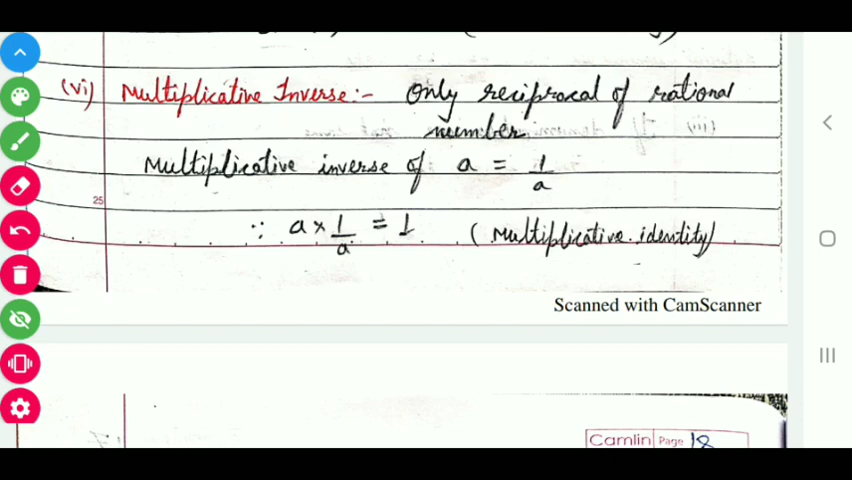 (vi) Multiplicative Inverse:- Only reciprocal of rational
number
Multiplicative inverse of a = 1/a
25
∵ a × 1/a = 1 (Multiplicative identity)
Scanned with CamScanner
Camlin Page 18